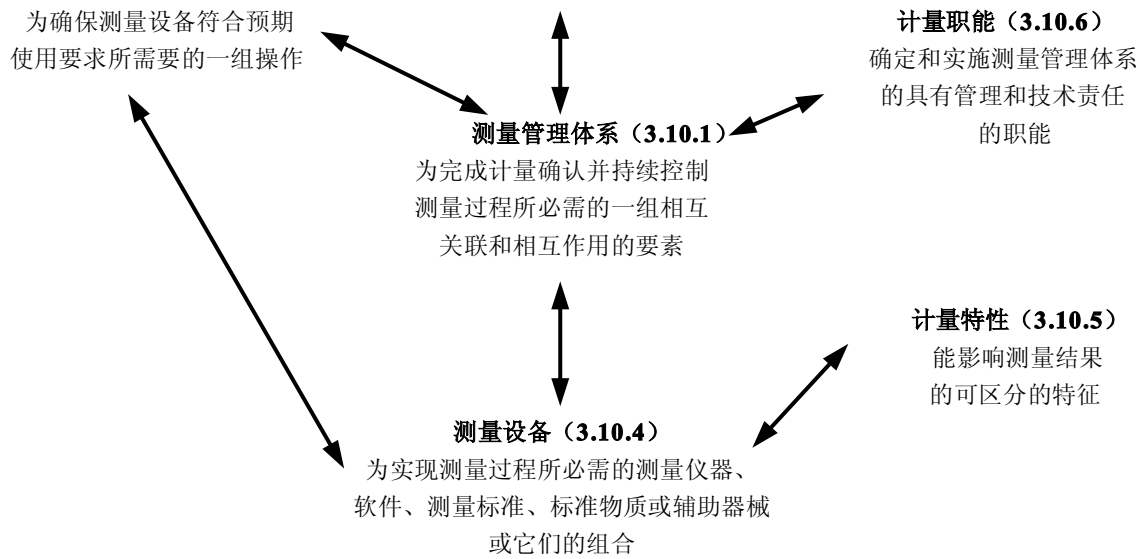 为确保测量设备符合预期
使用要求所需要的一组操作
计量职能（3.10.6）
确定和实施测量管理体系
的具有管理和技术责任
的职能
测量管理体系（3.10.1）
为完成计量确认并持续控制
测量过程所必需的一组相互
关联和相互作用的要素
计量特性（3.10.5）
能影响测量结果
的可区分的特征
测量设备（3.10.4）
为实现测量过程所必需的测量仪器、
软件、测量标准、标准物质或辅助器械
或它们的组合